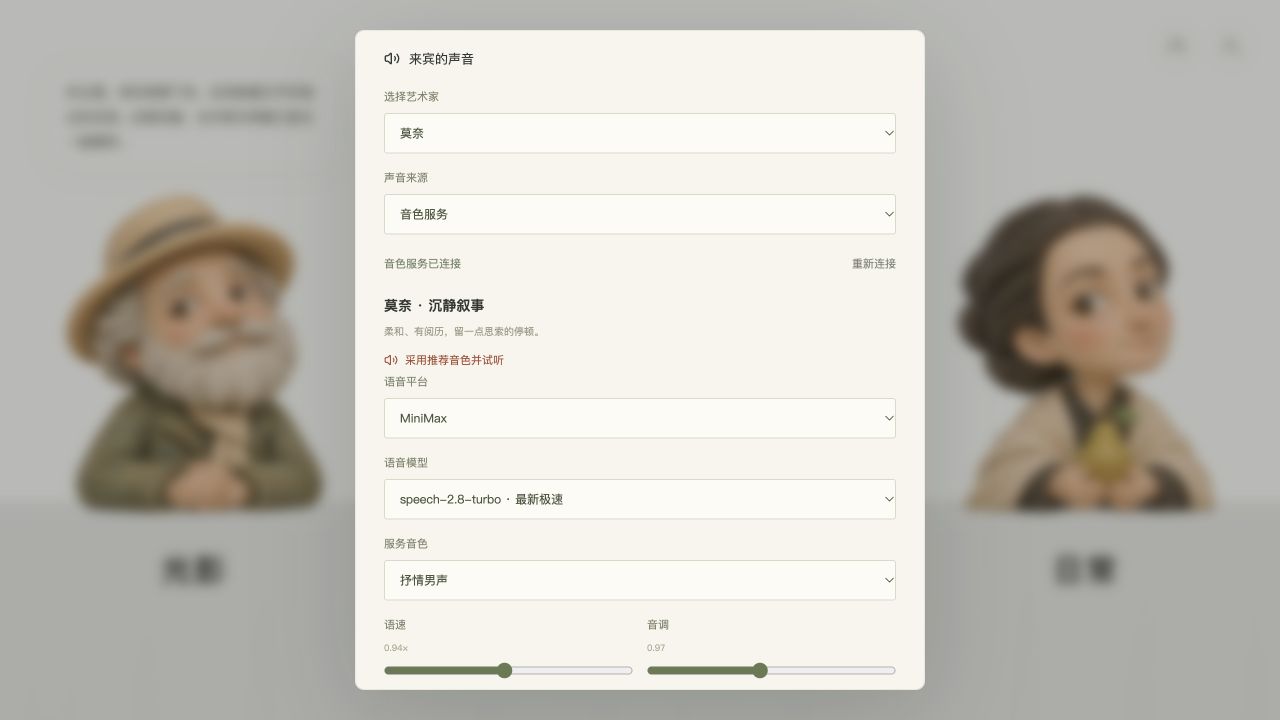 来宾的声音
选择艺术家
莫奈
声音来源
音色服务
音色服务已连接
重新连接
莫奈 · 沉静叙事
柔和、有阅历，留一点思索的停顿。
采用推荐音色并试听
语音平台
MiniMax
语音模型
speech-2.8-turbo · 最新极速
服务音色
抒情男声
语速
音调
0.94x
0.97
光影
日常